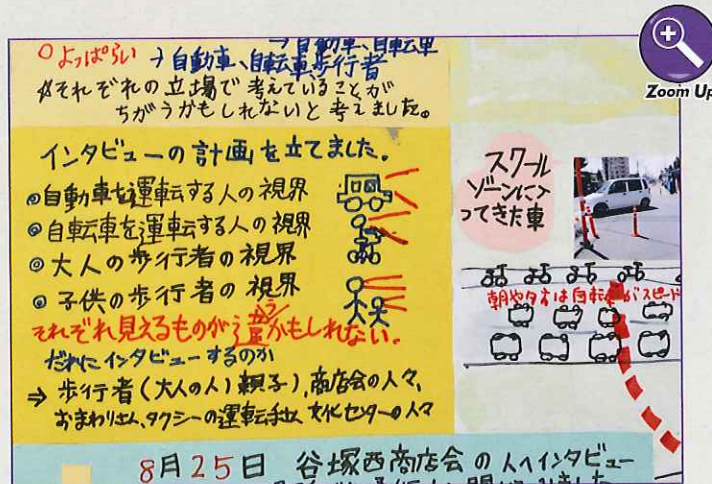 →自動車、自転車
○よっぱらい→自動車、自転車、歩行者
☆それぞれの立場で考えていることが
ちがうかもしれないと考えました。
Zoom Up
インタビューの計画を立てました。
◎自動車を運転する人の視界
◎自転車を運転する人の視界
◎大人の歩行者の視界
◎子供の歩行者の視界
それぞれ見えるものが違うかもしれない。
だれにインタビューするのか
⇒歩行者(大人の人)親子)、商店会の人々、
おまわりさん、タクシーの運転手さん 文化センターの人々
スクール
ゾーンに入
ってきた車
朝や夕方は自転車がスピード
8月25日 谷塚西商店会の人へインタビュー